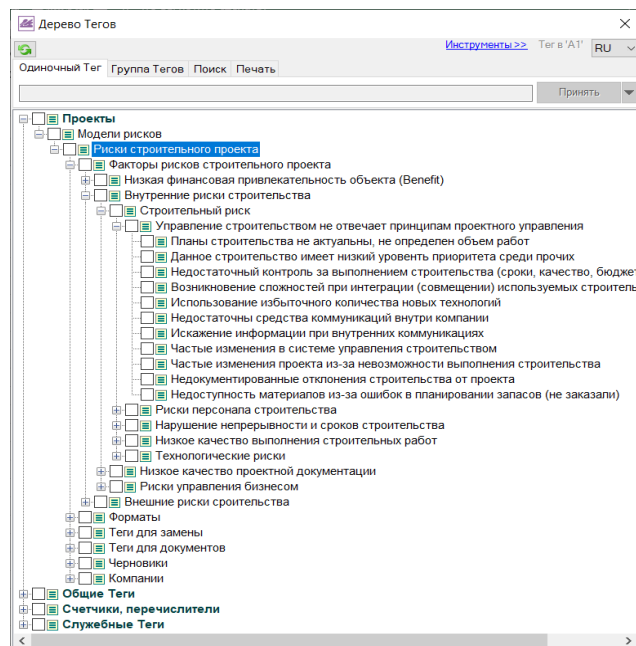 Дерево Тегов
Инструменты >> Тег в 'A1' RU
Одиночный Тег Группа Тегов Поиск Печать
Принять
Проекты
Модели рисков
Риски строительного проекта
Факторы рисков строительного проекта
Низкая финансовая привлекательность объекта (Benefit)
Внутренние риски строительства
Строительный риск
Управление строительством не отвечает принципам проектного управления
Планы строительства не актуальны, не определен объем работ
Данное строительство имеет низкий уровенть приоритета среди прочих
Недостаточный контроль за выполнением строительства (сроки, качество, бюджет
Возникновение сложностей при интеграции (совмещении) используемых строитель
Использование избыточного количества новых технологий
Недостаточны средства коммуникаций внутри компании
Искажение информации при внутренних коммуникациях
Частые изменения в системе управления строительством
Частые изменения проекта из-за невозможности выполнения строительства
Недокументированные отклонения строительства от проекта
Недоступность материалов из-за ошибок в планировании запасов (не заказали)
Риски персонала строительства
Нарушение непрерывности и сроков строительства
Низкое качество выполнения строительных работ
Технологические риски
Низкое качество проектной документации
Риски управления бизнесом
Внешние риски сроительства
Форматы
Теги для замены
Теги для документов
Черновики
Компании
Общие Теги
Счетчики, перечислители
Служебные Теги